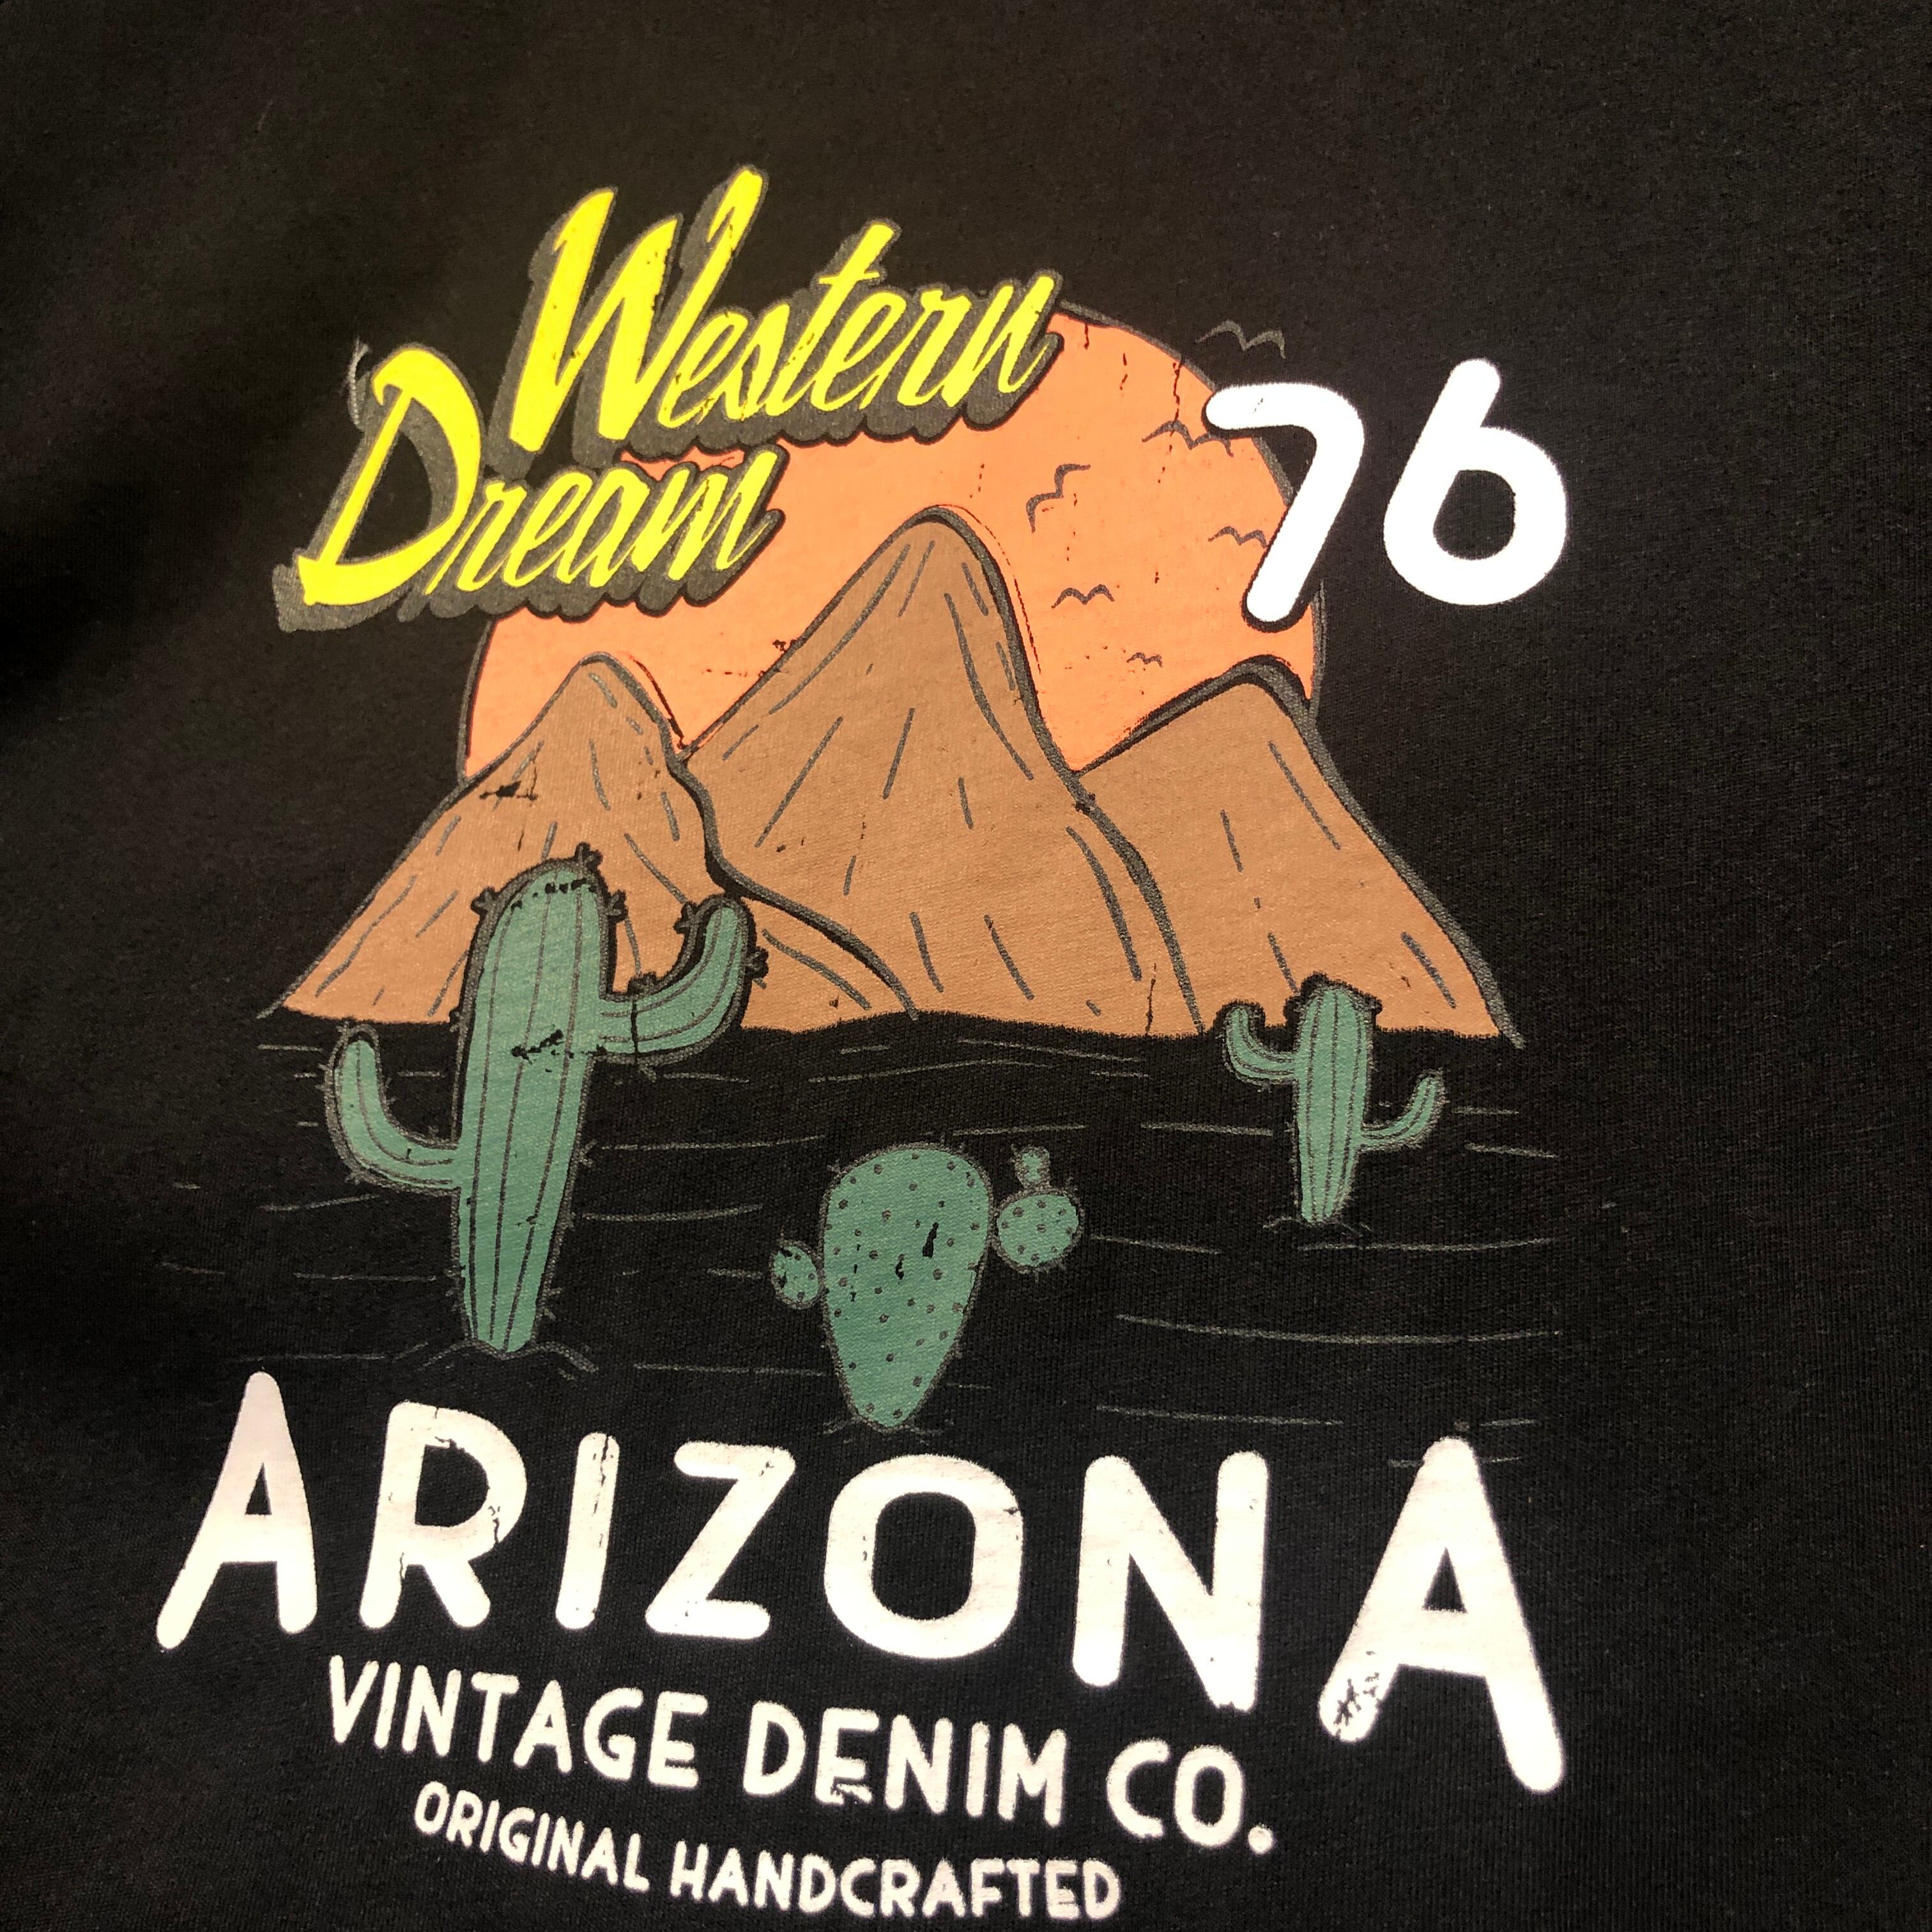 Western
Dream
76
ARIZONA
VINTAGE DENIM CO.
ORIGINAL HANDCRAFTED